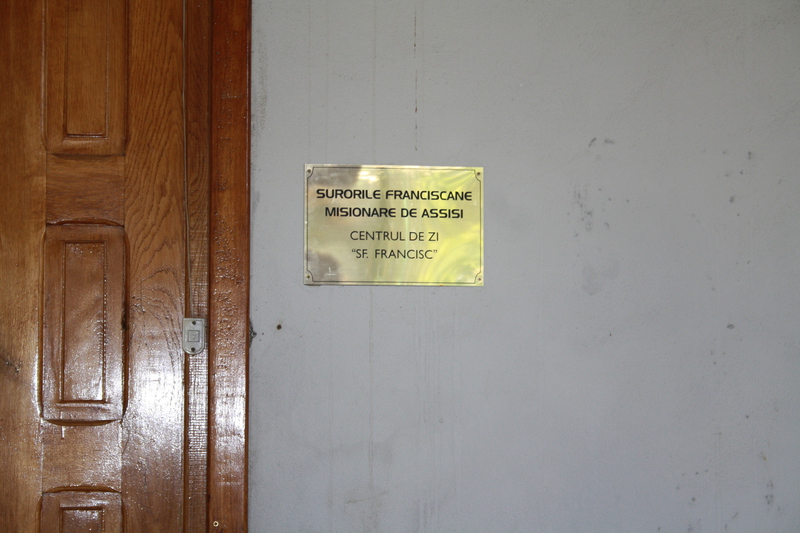 SURORILE FRANCISCANE
MISIONARE DE ASSISI
CENTRUL DE ZI
"SF. FRANCISC"